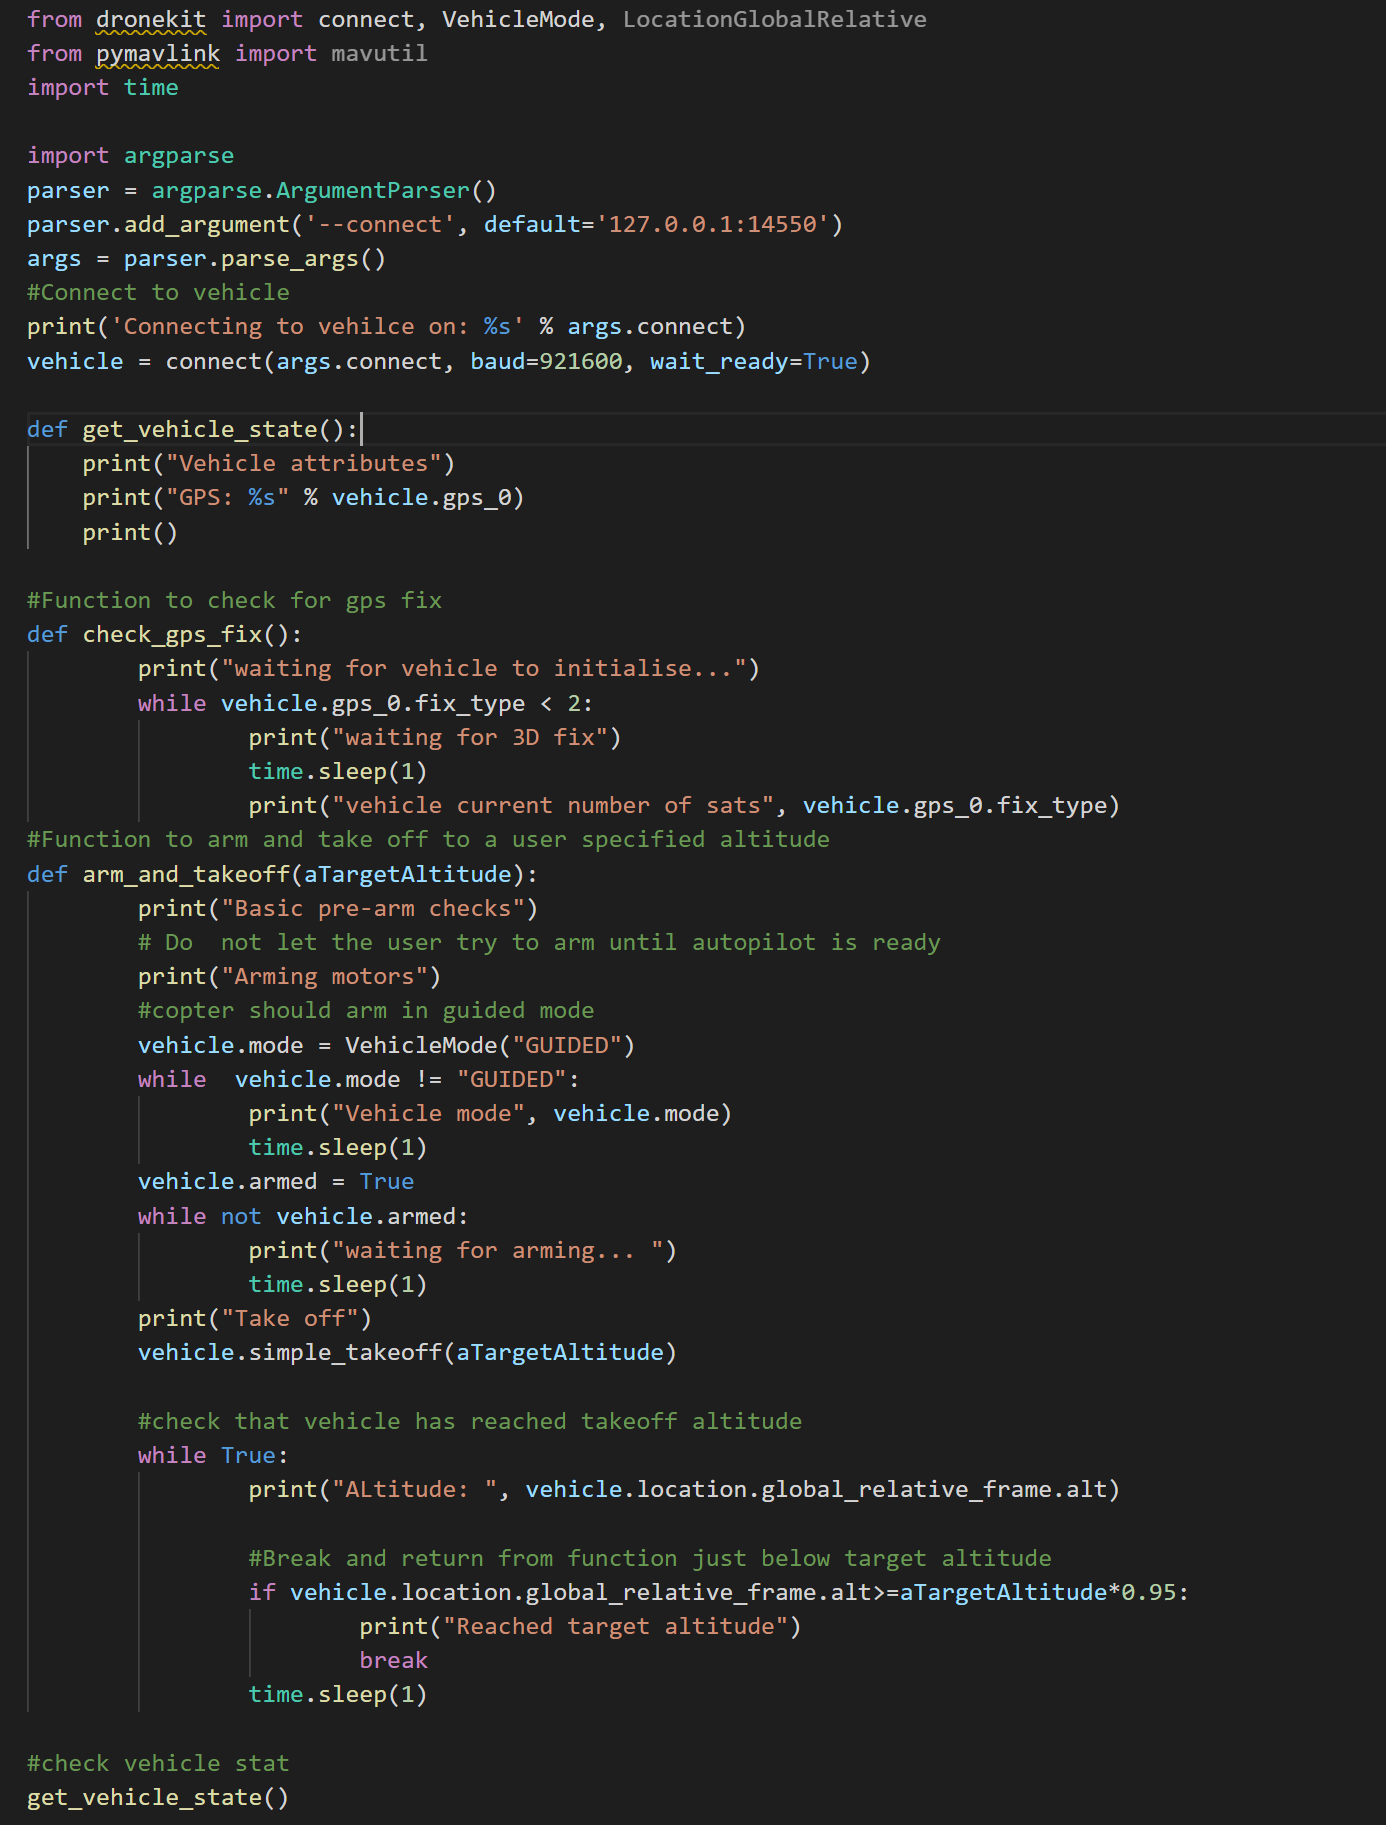 from dronekit import connect, VehicleMode, LocationGlobalRelative
from pymavlink import mavutil
import time

import argparse
parser = argparse.ArgumentParser()
parser.add_argument('--connect', default='127.0.0.1:14550')
args = parser.parse_args()
#Connect to vehicle
print('Connecting to vehilce on: %s' % args.connect)
vehicle = connect(args.connect, baud=921600, wait_ready=True)

def get_vehicle_state():
    print("Vehicle attributes")
    print("GPS: %s" % vehicle.gps_0)
    print()

#Function to check for gps fix
def check_gps_fix():
        print("waiting for vehicle to initialise...")
        while vehicle.gps_0.fix_type < 2:
                print("waiting for 3D fix")
                time.sleep(1)
                print("vehicle current number of sats", vehicle.gps_0.fix_type)
#Function to arm and take off to a user specified altitude
def arm_and_takeoff(aTargetAltitude):
        print("Basic pre-arm checks")
        # Do  not let the user try to arm until autopilot is ready
        print("Arming motors")
        #copter should arm in guided mode
        vehicle.mode = VehicleMode("GUIDED")
        while  vehicle.mode != "GUIDED":
                print("Vehicle mode", vehicle.mode)
                time.sleep(1)
        vehicle.armed = True
        while not vehicle.armed:
                print("waiting for arming... ")
                time.sleep(1)
        print("Take off")
        vehicle.simple_takeoff(aTargetAltitude)

        #check that vehicle has reached takeoff altitude
        while True:
                print("ALtitude: ", vehicle.location.global_relative_frame.alt)

                #Break and return from function just below target altitude
                if vehicle.location.global_relative_frame.alt>=aTargetAltitude*0.95:
                        print("Reached target altitude")
                        break
                time.sleep(1)

#check vehicle stat
get_vehicle_state()